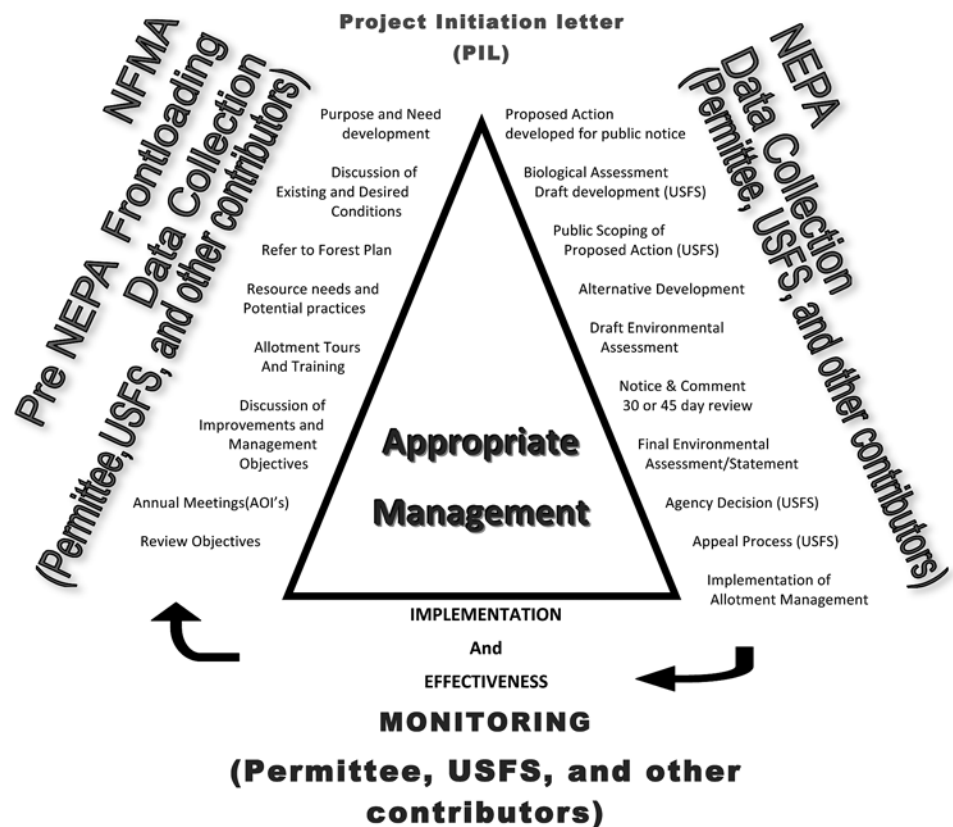 Project Initiation letter
(PIL)
NFMA
Pre NEPA Frontloading
Data Collection
(Permittee, USFS, and other contributors)
Purpose and Need
development
Discussion of
Existing and Desired
Conditions
Refer to Forest Plan
Resource needs and
Potential practices
Allotment Tours
And Training
Discussion of
Improvements and
Management
Objectives
Annual Meetings(AOI's)
Review Objectives
Appropriate
Management
Proposed Action
developed for public notice
Biological Assessment
Draft development (USFS)
Public Scoping of
Proposed Action (USFS)
Alternative Development
Draft Environmental
Assessment
Notice & Comment
30 or 45 day review
Final Environmental
Assessment/Statement
Agency Decision (USFS)
Appeal Process (USFS)
Implementation of
Allotment Management
NEPA
Data Collection
(Permittee, USFS, and other contributors)
IMPLEMENTATION
And
EFFECTIVENESS
MONITORING
(Permittee, USFS, and other
contributors)